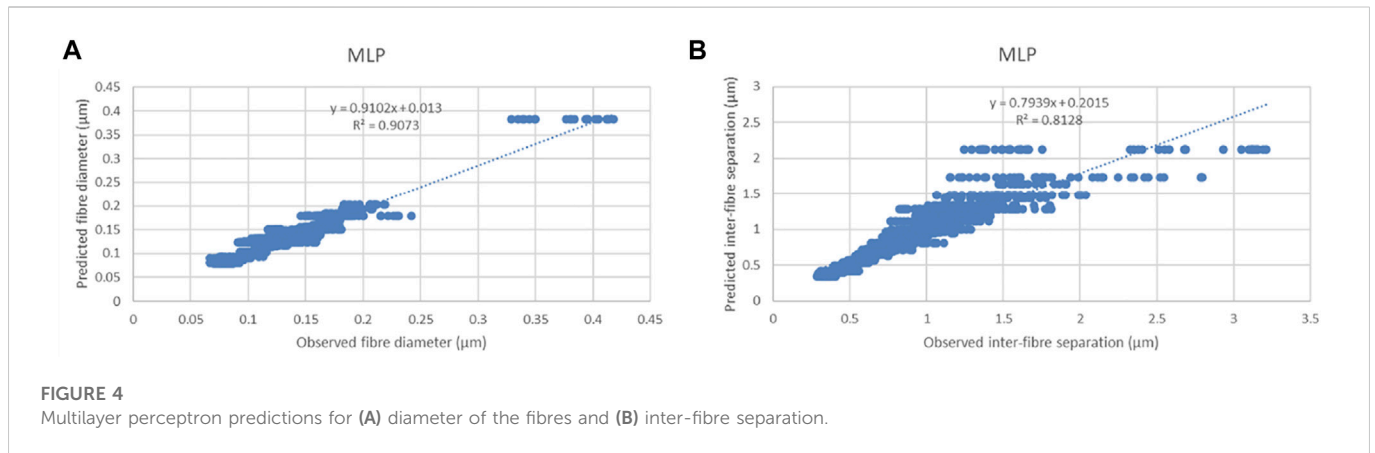 A
MLP
Predicted fibre diameter (µm)
0.45
0.4
0.35
0.3
0.25
0.2
0.15
0.1
0.05
0
y = 0.9102x + 0.013
R² = 0.9073
0 0.05 0.1 0.15 0.2 0.25 0.3 0.35 0.4 0.45
Observed fibre diameter (µm)
B
MLP
Predicted inter-fibre separation (µm)
3
2.5
2
1.5
1
0.5
0
y = 0.7939x + 0.2015
R² = 0.8128
0 0.5 1 1.5 2 2.5 3 3.5
Observed inter-fibre separation (µm)
FIGURE 4
Multilayer perceptron predictions for (A) diameter of the fibres and (B) inter-fibre separation.